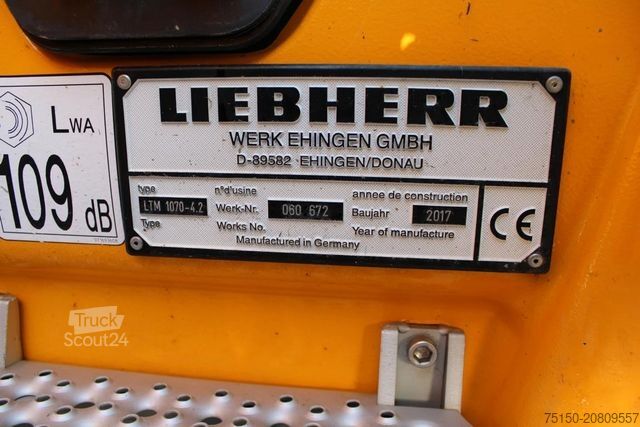 LWA
109 dB
LIEBHERR
WERK EHINGEN GMBH
D-89582 EHINGEN/DONAU
type n°d'usine annee de construction
LTM 1070-4.2 Werk-Nr. 060 672 Baujahr 2017
Type Works No. Year of manufacture
Manufactured in Germany
CE
Truck
Scout24
75150-20809557